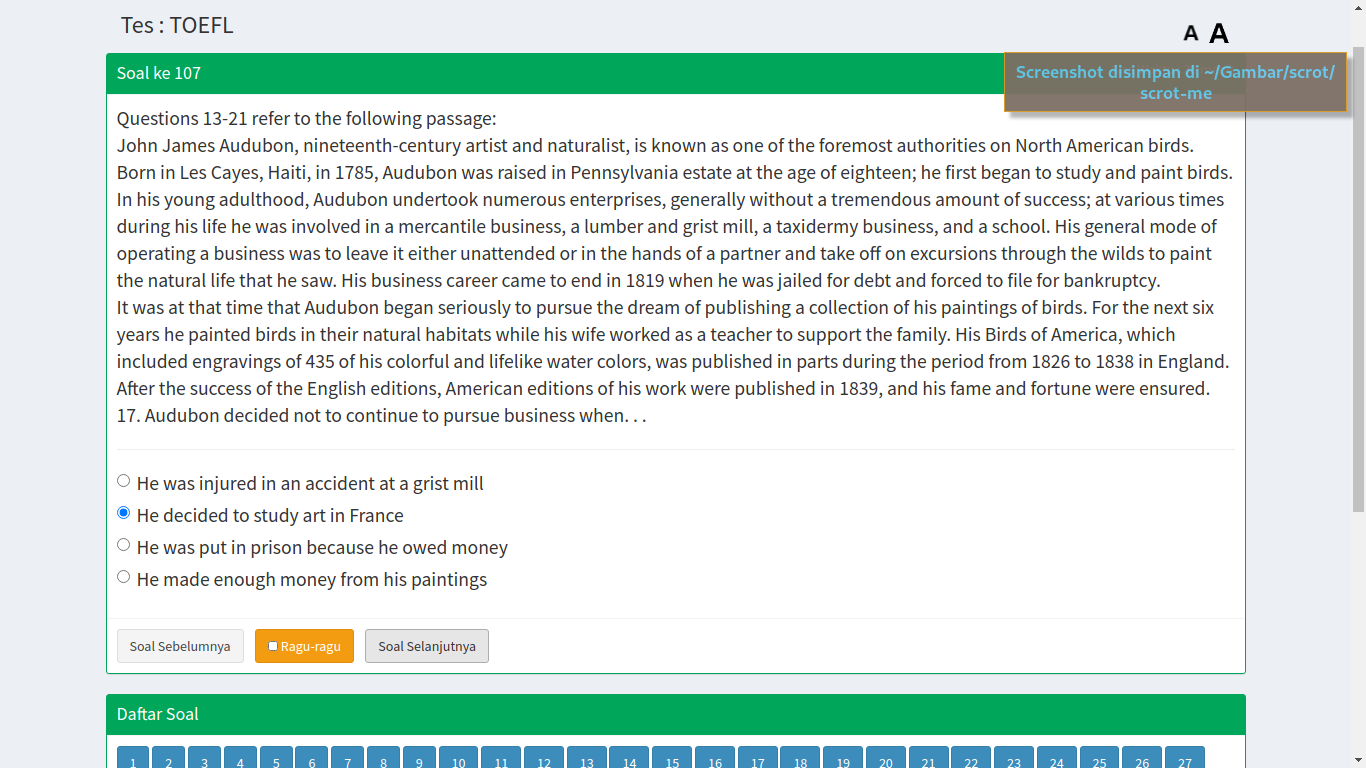 Tes : TOEFL
A A
Soal ke 107
Screenshot disimpan di ~/Gambar/scrot/
scrot-me
Questions 13-21 refer to the following passage:
John James Audubon, nineteenth-century artist and naturalist, is known as one of the foremost authorities on North American birds.
Born in Les Cayes, Haiti, in 1785, Audubon was raised in Pennsylvania estate at the age of eighteen; he first began to study and paint birds.
In his young adulthood, Audubon undertook numerous enterprises, generally without a tremendous amount of success; at various times
during his life he was involved in a mercantile business, a lumber and grist mill, a taxidermy business, and a school. His general mode of
operating a business was to leave it either unattended or in the hands of a partner and take off on excursions through the wilds to paint
the natural life that he saw. His business career came to end in 1819 when he was jailed for debt and forced to file for bankruptcy.
It was at that time that Audubon began seriously to pursue the dream of publishing a collection of his paintings of birds. For the next six
years he painted birds in their natural habitats while his wife worked as a teacher to support the family. His Birds of America, which
included engravings of 435 of his colorful and lifelike water colors, was published in parts during the period from 1826 to 1838 in England.
After the success of the English editions, American editions of his work were published in 1839, and his fame and fortune were ensured.
17. Audubon decided not to continue to pursue business when. . .
He was injured in an accident at a grist mill
He decided to study art in France
He was put in prison because he owed money
He made enough money from his paintings
Soal Sebelumnya Ragu-ragu Soal Selanjutnya
Daftar Soal
1 2 3 4 5 6 7 8 9 10 11 12 13 14 15 16 17 18 19 20 21 22 23 24 25 26 27